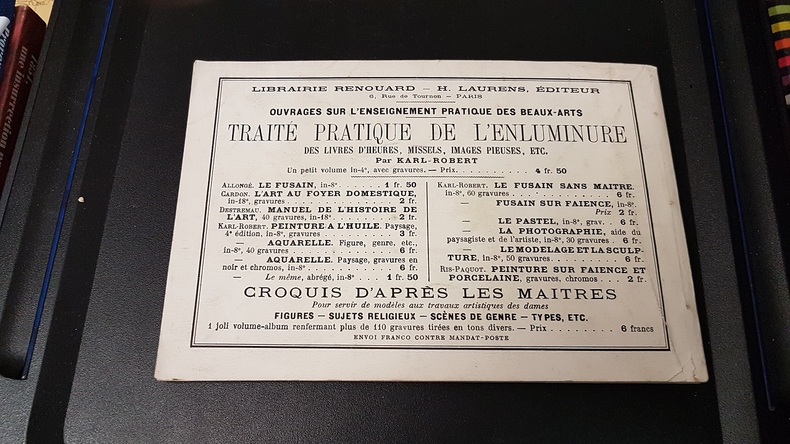 LIBRAIRIE RENOUARD – H. LAURENS, ÉDITEUR
6, Rue de Tournon – PARIS
OUVRAGES SUR L'ENSEIGNEMENT PRATIQUE DES BEAUX-ARTS
TRAITÉ PRATIQUE DE L'ENLUMINURE
DES LIVRES D'HEURES, MISSELS, IMAGES PIEUSES, ETC.
Par KARL-ROBERT
Un petit volume in-4°, avec gravures. — Prix. . . . . . . . . 4 fr. 50
ALLONGÉ. LE FUSAIN, in-8°. . . . . 1 fr. 50
CARDON. L'ART AU FOYER DOMESTIQUE,
in-18°, gravures . . . . . . . . . . . . 2 fr.
DESTREMAU. MANUEL DE L'HISTOIRE DE
L'ART, 40 gravures, in-18°. . . . . . . 2 fr.
KARL-ROBERT. PEINTURE A L'HUILE. Paysage,
4e édition, in-8°, gravures . . . . . . . 3 fr.
— AQUARELLE. Figure, genre, etc.,
in-8°, 40 gravures . . . . . . . . . . . 6 fr.
— AQUARELLE. Paysage, gravures en
noir et chromos, in-8°. . . . . . . . . . 6 fr.
— Le même, abrégé, in-8° . . . . 1 fr. 50
KARL-ROBERT. LE FUSAIN SANS MAITRE,
in-8°, 60 gravures . . . . . . . . . . . 6 fr.
— FUSAIN SUR FAIENCE, in-8°.
Prix 2 fr.
— LE PASTEL, in-8°, grav. . 6 fr.
— LA PHOTOGRAPHIE, aide du
paysagiste et de l'artiste, in-8°, 30 gravures . 6 fr.
— LE MODELAGE ET LA SCULP-
TURE, in-8°, 50 gravures. . . . . . . . 6 fr.
RIS-PAQUOT. PEINTURE SUR FAIENCE ET
PORCELAINE, gravures, chromos . . . 2 fr.
CROQUIS D'APRÈS LES MAITRES
Pour servir de modèles aux travaux artistiques des dames
FIGURES — SUJETS RELIGIEUX — SCÈNES DE GENRE — TYPES, ETC.
1 joli volume-album renfermant plus de 110 gravures tirées en tons divers. — Prix . . . . . . . . 6 francs
ENVOI FRANCO CONTRE MANDAT-POSTE
une insurrection